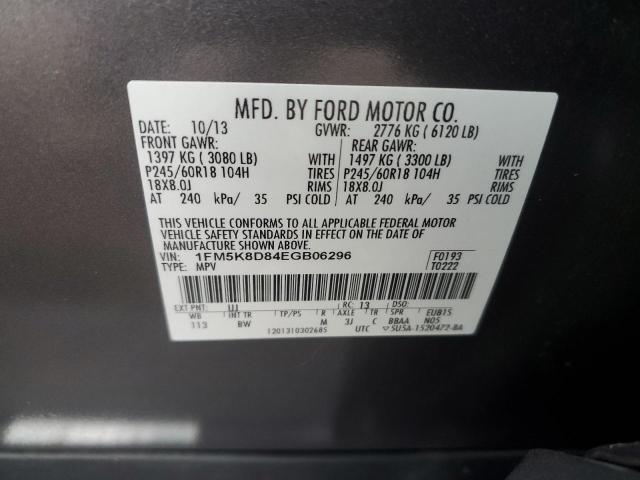 MFD. BY FORD MOTOR CO.
DATE: 10/13 GVWR: 2776 KG ( 6120 LB)
FRONT GAWR: REAR GAWR:
1397 KG ( 3080 LB) WITH 1497 KG ( 3300 LB) WITH
P245/60R18 104H TIRES P245/60R18 104H TIRES
18X8.0J RIMS 18X8.0J RIMS
AT 240 kPa/ 35 PSI COLD AT 240 kPa/ 35 PSI COLD
THIS VEHICLE CONFORMS TO ALL APPLICABLE FEDERAL MOTOR
VEHICLE SAFETY STANDARDS IN EFFECT ON THE DATE OF
MANUFACTURE SHOWN ABOVE.
VIN: 1FM5K8D84EGB06296 F0193
TYPE: MPV T0222
EXT PNT: UJ RC: 13 DSO:
WB INT TR TP/PS R AXLE TR SPR EU815
113 BW M 3J C BBAA N05
1201310302685 UTC 5U5A-1520472-BA